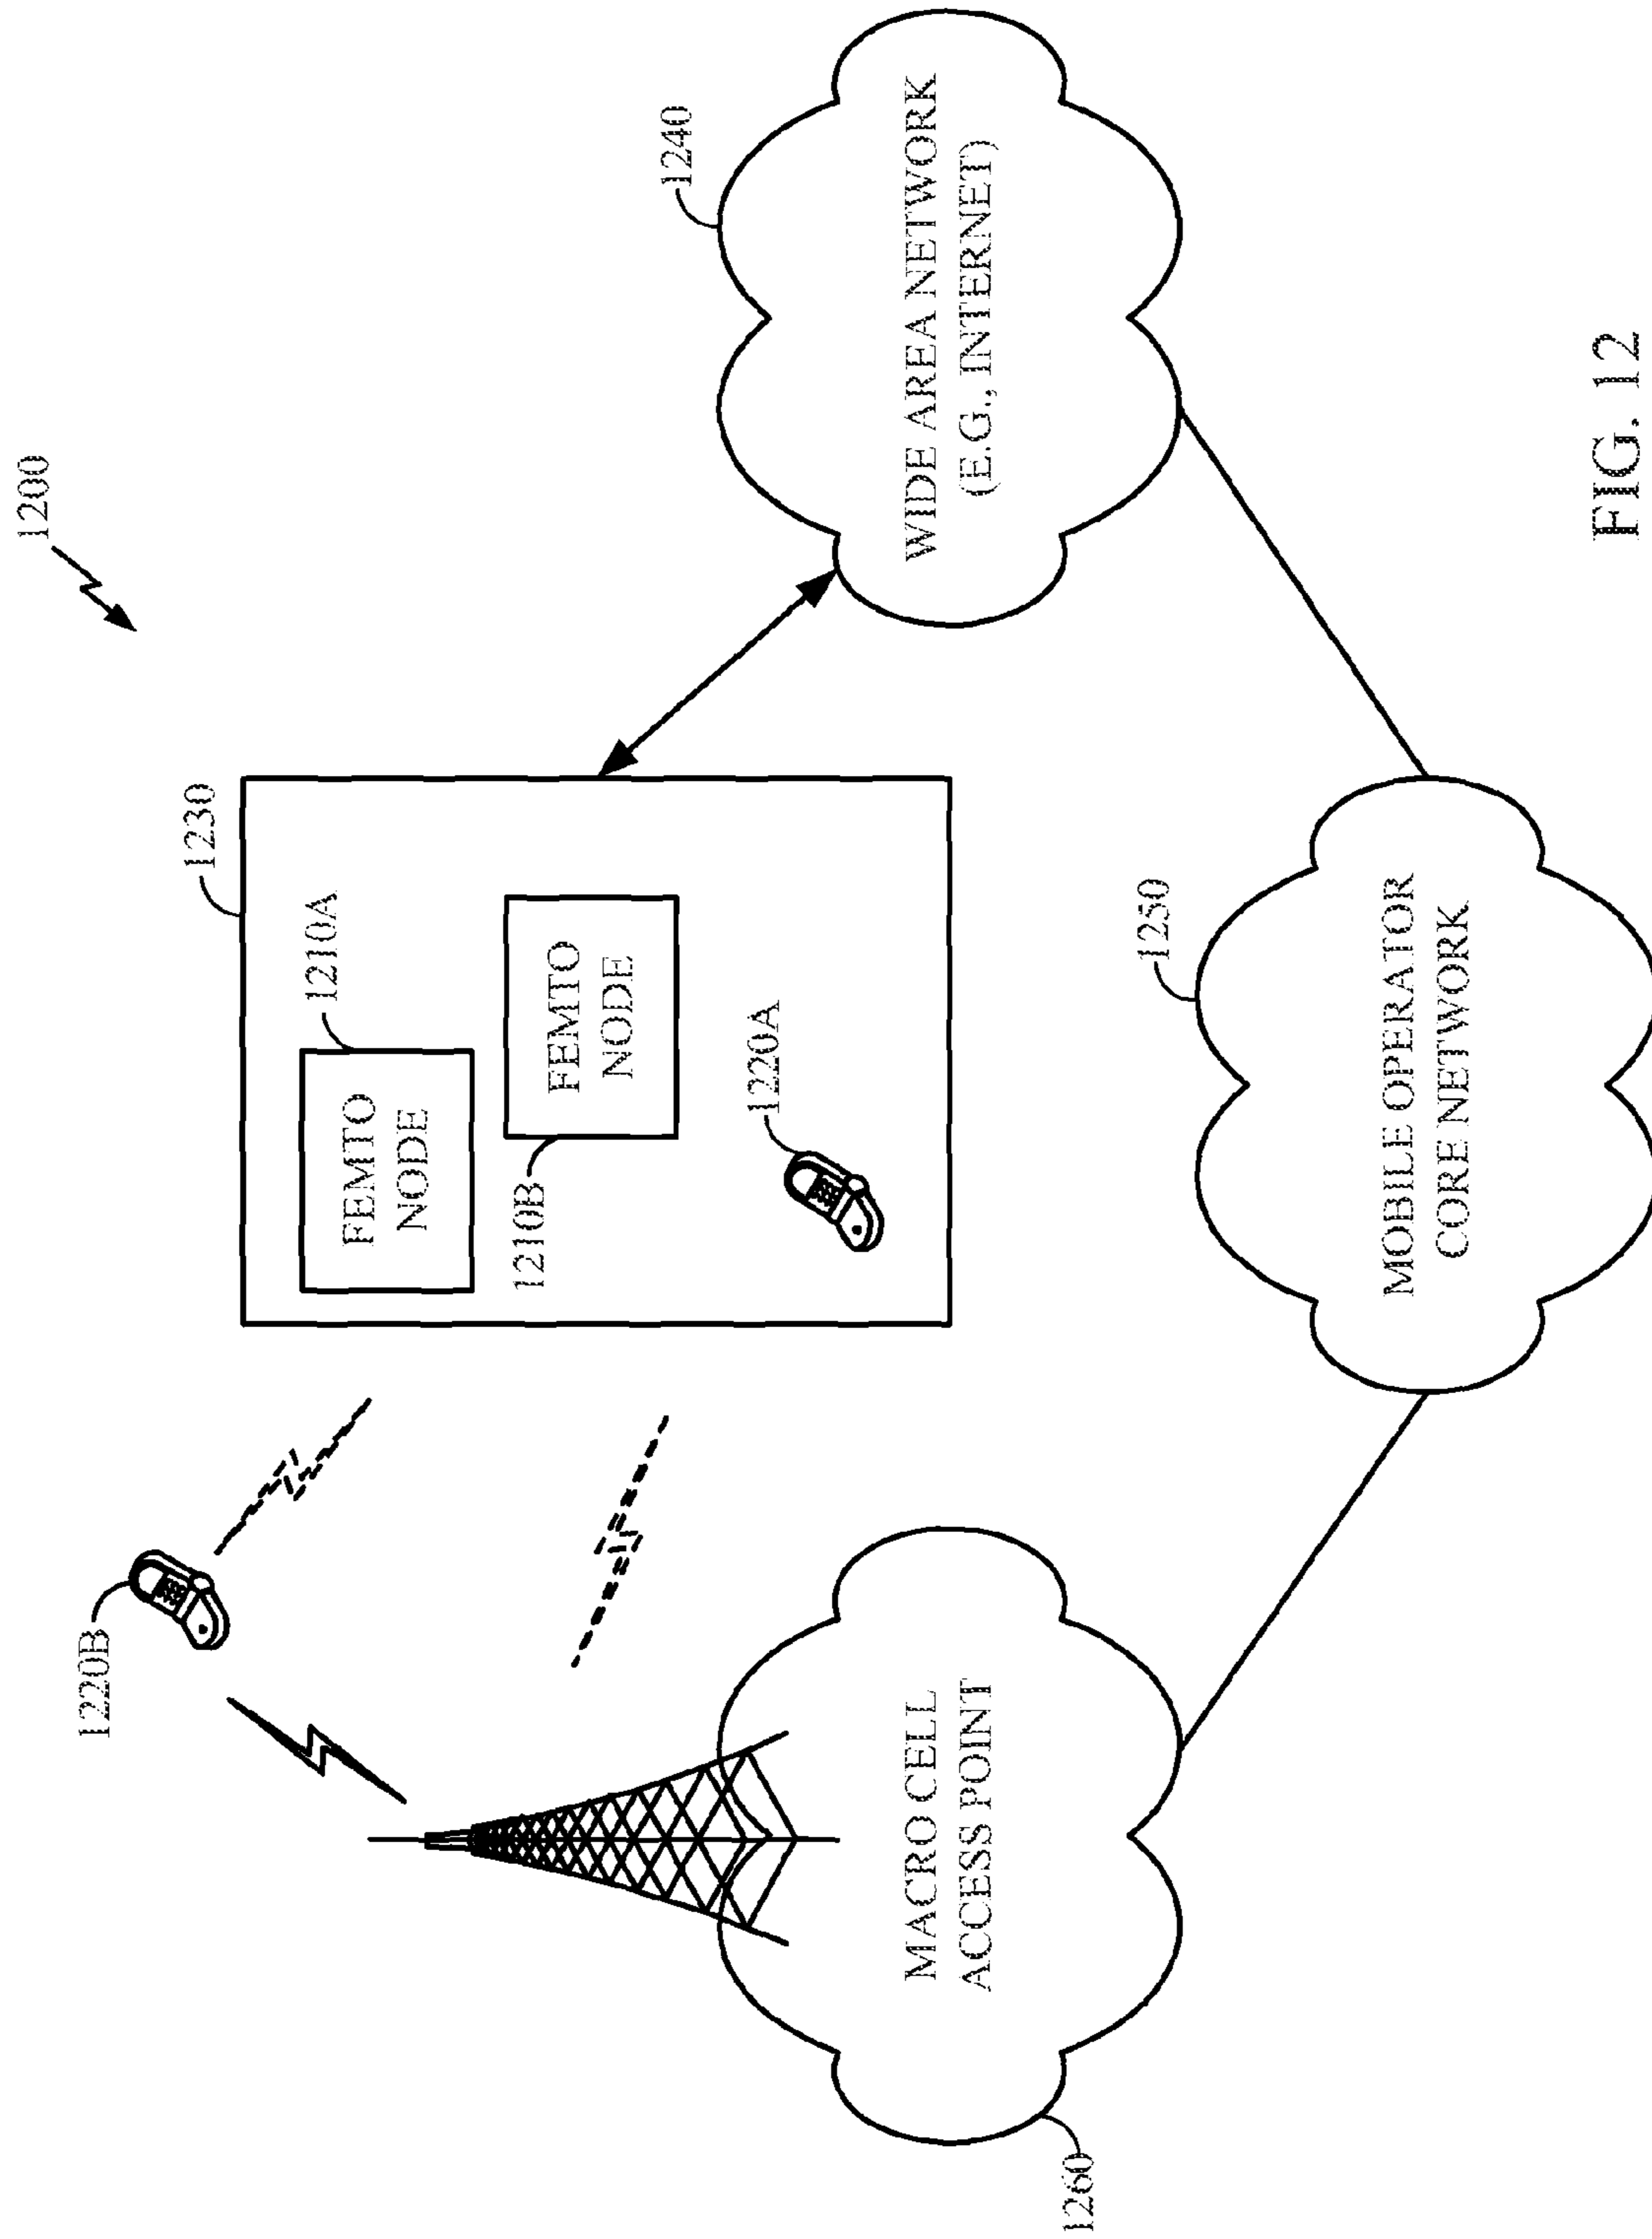 1200
1220B
1230
1210A
FEMTO
NODE
1210B
FEMTO
NODE
1220A
1240
WIDE AREA NETWORK
(E.G., INTERNET)
MACRO CELL
ACCESS POINT
1260
1250
MOBILE OPERATOR
CORE NETWORK
FIG. 12